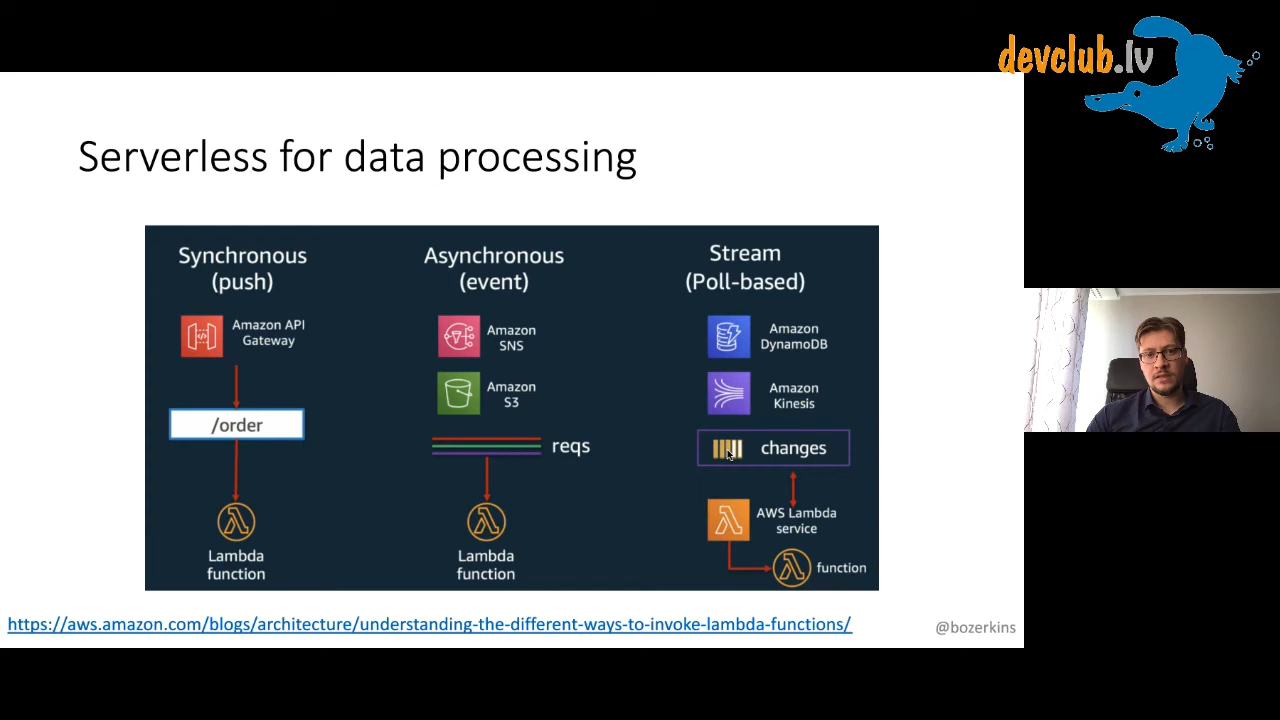 devclub.lv
Serverless for data processing
Synchronous
(push)
Amazon API
Gateway
/order
Lambda
function
Asynchronous
(event)
Amazon
SNS
Amazon
S3
reqs
Lambda
function
Stream
(Poll-based)
Amazon
DynamoDB
Amazon
Kinesis
changes
AWS Lambda
service
function
https://aws.amazon.com/blogs/architecture/understanding-the-different-ways-to-invoke-lambda-functions/
@bozerkins